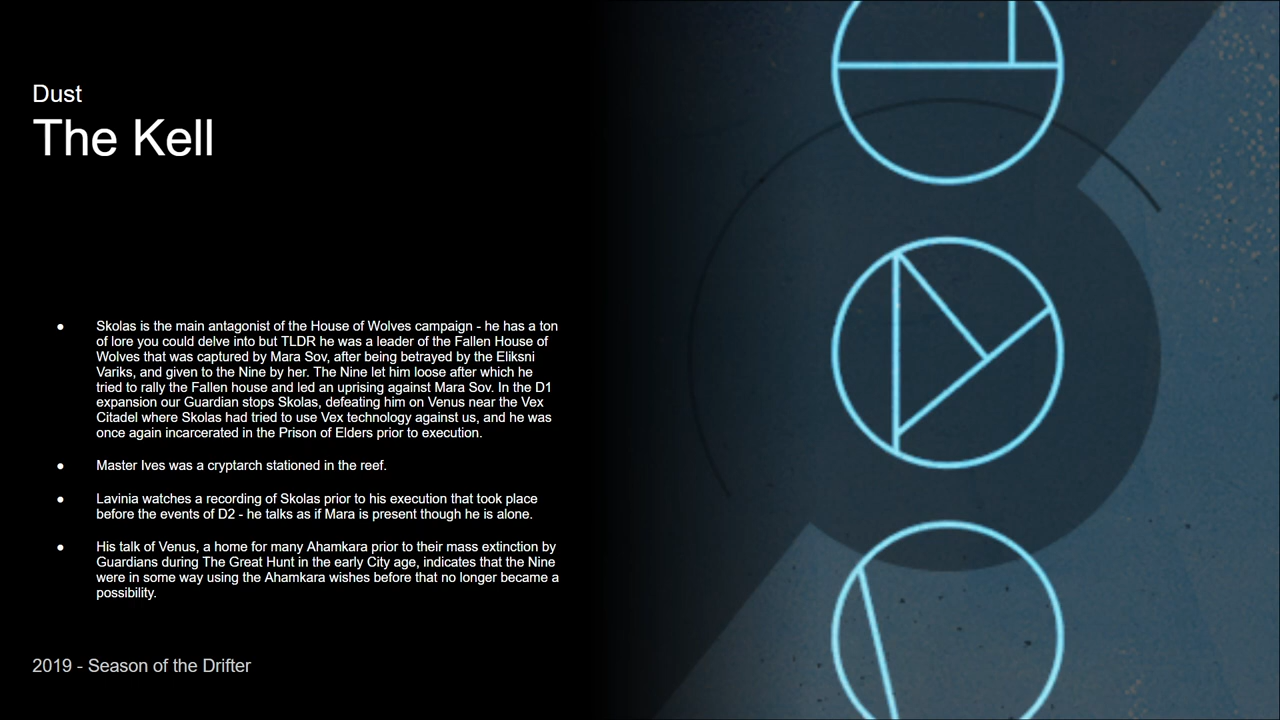 Dust
The Kell
● Skolas is the main antagonist of the House of Wolves campaign - he has a ton
of lore you could delve into but TLDR he was a leader of the Fallen House of
Wolves that was captured by Mara Sov, after being betrayed by the Eliksni
Variks, and given to the Nine by her. The Nine let him loose after which he
tried to rally the Fallen house and led an uprising against Mara Sov. In the D1
expansion our Guardian stops Skolas, defeating him on Venus near the Vex
Citadel where Skolas had tried to use Vex technology against us, and he was
once again incarcerated in the Prison of Elders prior to execution.
● Master Ives was a cryptarch stationed in the reef.
● Lavinia watches a recording of Skolas prior to his execution that took place
before the events of D2 - he talks as if Mara is present though he is alone.
● His talk of Venus, a home for many Ahamkara prior to their mass extinction by
Guardians during The Great Hunt in the early City age, indicates that the Nine
were in some way using the Ahamkara wishes before that no longer became a
possibility.
2019 - Season of the Drifter